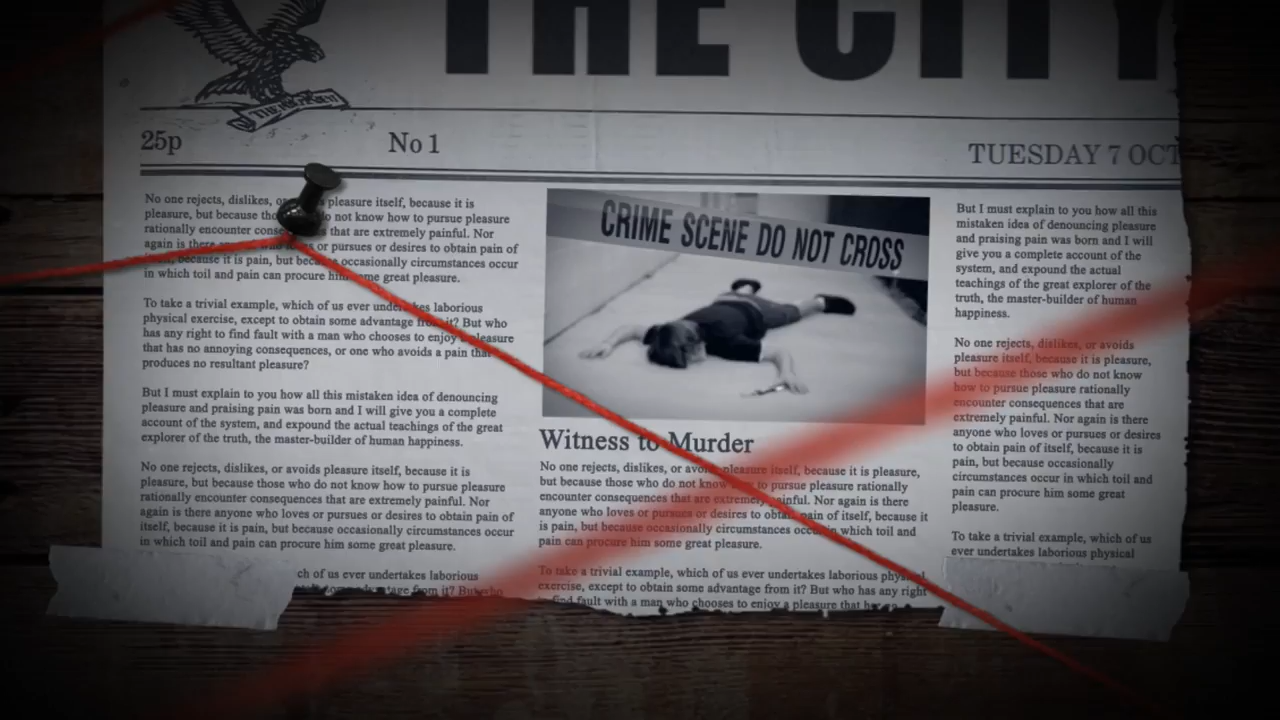 THE CITY
25p
No 1
TUESDAY 7 OCT
No one rejects, dislikes, or pleasure itself, because it is
pleasure, but because tho do not know how to pursue pleasure
rationally encounter conse that are extremely painful. Nor
again is there who lo s or pursues or desires to obtain pain of
because it is pain, but because occasionally circumstances occur
in which toil and pain can procure him some great pleasure.
To take a trivial example, which of us ever undertakes laborious
physical exercise, except to obtain some advantage from it? But who
has any right to find fault with a man who chooses to enjoy pleasure
that has no annoying consequences, or one who avoids a pain that
produces no resultant pleasure?
But I must explain to you how all this mistaken idea of denouncing
pleasure and praising pain was born and I will give you a complete
account of the system, and expound the actual teachings of the great
explorer of the truth, the master-builder of human happiness.
No one rejects, dislikes, or avoids pleasure itself, because it is
pleasure, but because those who do not know how to pursue pleasure
rationally encounter consequences that are extremely painful. Nor
again is there anyone who loves or pursues or desires to obtain pain of
itself, because it is pain, but because occasionally circumstances occur
in which toil and pain can procure him some great pleasure.
ch of us ever undertakes laborious
from it? But who
CRIME SCENE DO NOT CROSS
Witness to Murder
No one rejects, dislikes, or avoids pleasure itself, because it is pleasure,
but because those who do not know how to pursue pleasure rationally
encounter consequences that are extremely painful. Nor again is there
anyone who loves or pursues or desires to obtain pain of itself, because it
is pain, but because occasionally circumstances occur in which toil and
pain can procure him some great pleasure.
To take a trivial example, which of us ever undertakes laborious physical
exercise, except to obtain some advantage from it? But who has any right
find fault with a man who chooses to enjoy a pleasure that has no
But I must explain to you how all this
mistaken idea of denouncing pleasure
and praising pain was born and I will
give you a complete account of the
system, and expound the actual
teachings of the great explorer of the
truth, the master-builder of human
happiness.
No one rejects, dislikes, or avoids
pleasure itself, because it is pleasure,
but because those who do not know
how to pursue pleasure rationally
encounter consequences that are
extremely painful. Nor again is there
anyone who loves or pursues or desires
to obtain pain of itself, because it is
pain, but because occasionally
circumstances occur in which toil and
pain can procure him some great
pleasure.
To take a trivial example, which of us
ever undertakes laborious physical